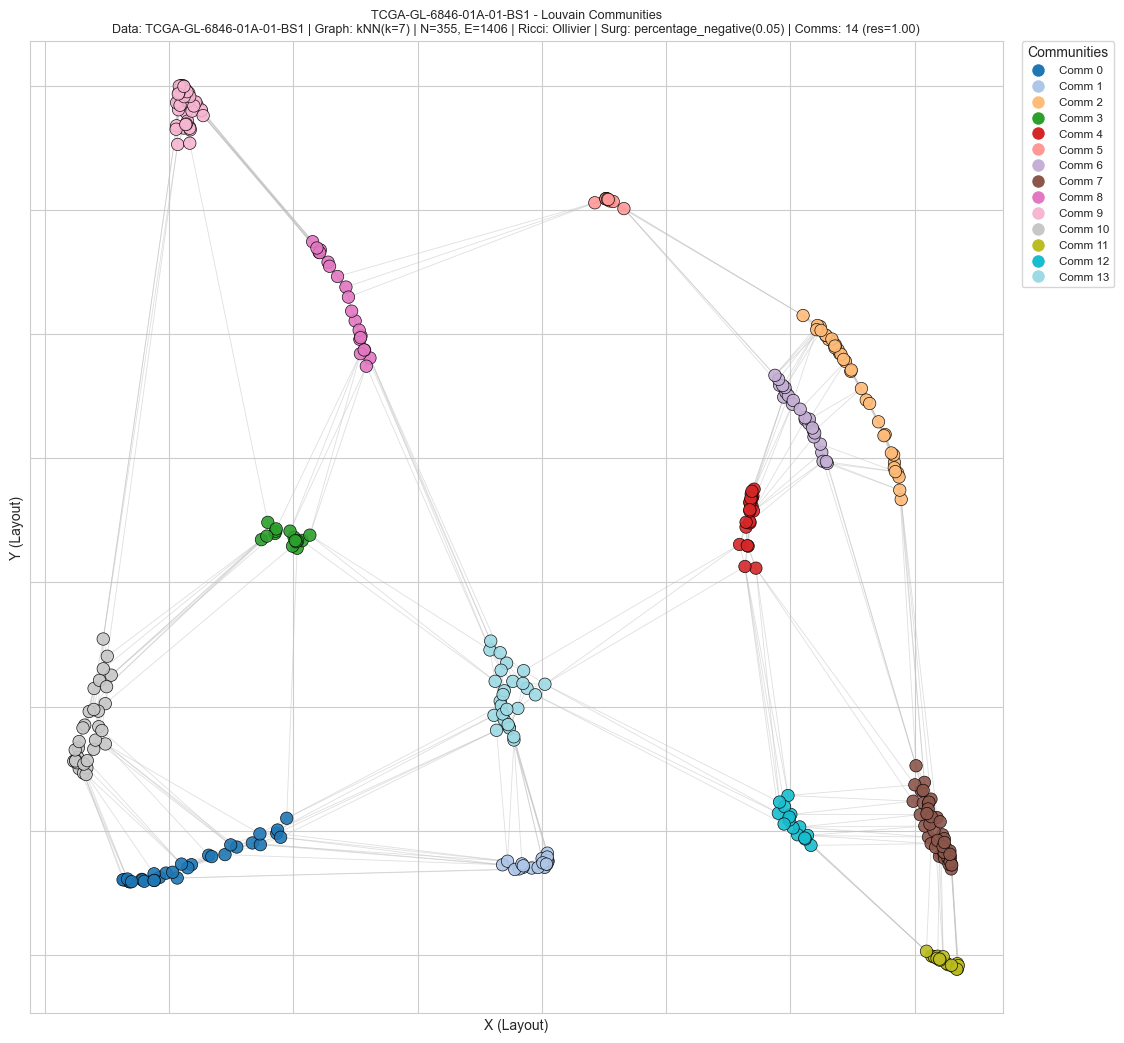 TCGA-GL-6846-01A-01-BS1 - Louvain Communities
Data: TCGA-GL-6846-01A-01-BS1 | Graph: kNN(k=7) | N=355, E=1406 | Ricci: Ollivier | Surg: percentage_negative(0.05) | Comms: 14 (res=1.00)
Communities
Comm 0
Comm 1
Comm 2
Comm 3
Comm 4
Comm 5
Comm 6
Comm 7
Comm 8
Comm 9
Comm 10
Comm 11
Comm 12
Comm 13
Y (Layout)
X (Layout)